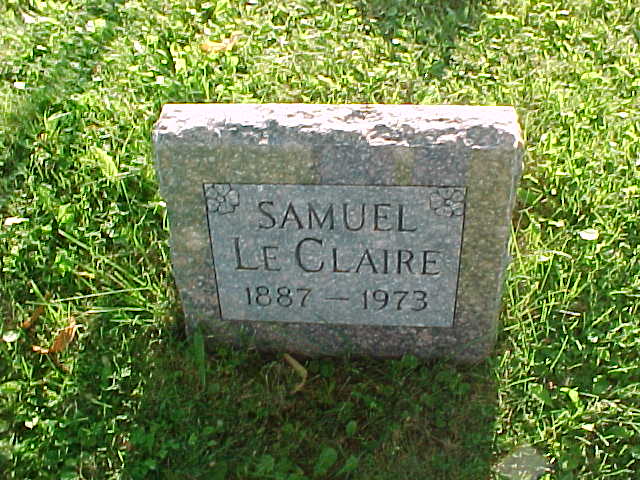 SAMUEL
LE CLAIRE
1887 — 1973